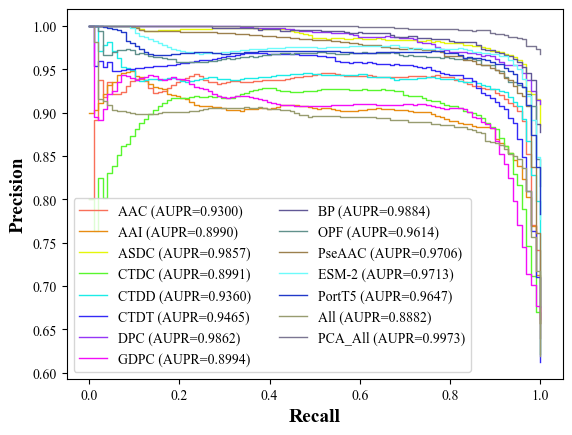 1.00
0.95
0.90
0.85
0.80
0.75
0.70
0.65
0.60
Precision
AAC (AUPR=0.9300)
AAI (AUPR=0.8990)
ASDC (AUPR=0.9857)
CTDC (AUPR=0.8991)
CTDD (AUPR=0.9360)
CTDT (AUPR=0.9465)
DPC (AUPR=0.9862)
GDPC (AUPR=0.8994)
BP (AUPR=0.9884)
OPF (AUPR=0.9614)
PseAAC (AUPR=0.9706)
ESM-2 (AUPR=0.9713)
PortT5 (AUPR=0.9647)
All (AUPR=0.8882)
PCA_All (AUPR=0.9973)
0.0 0.2 0.4 0.6 0.8 1.0
Recall